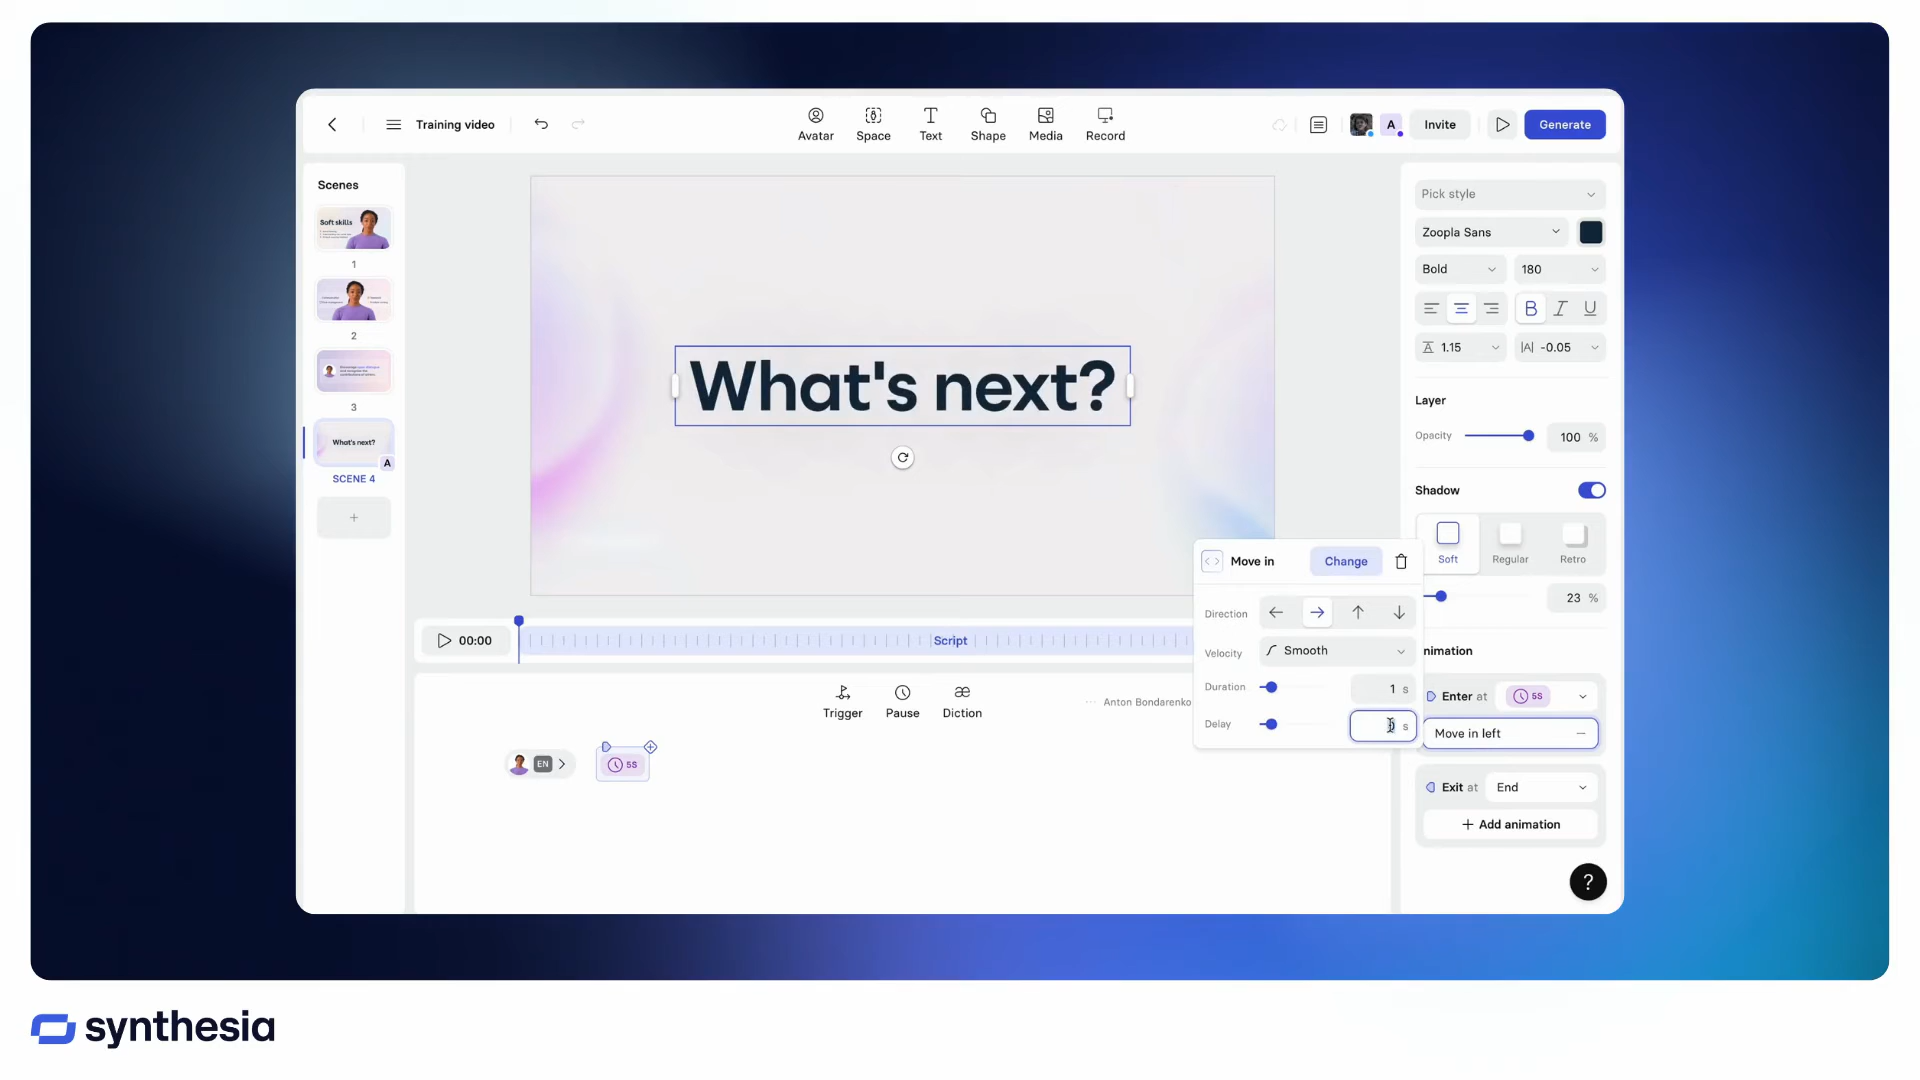 Training video
Avatar
Space
Text
Shape
Media
Record
A
Invite
Generate
Scenes
Soft skills
1
2
3
What's next?
A
SCENE 4
What's next?
Pick style
Zoopla Sans
Bold
180
B I U
1.15
|A| -0.05
Layer
Opacity
100 %
Shadow
Soft
Regular
Retro
23 %
Move in
Change
Direction
Velocity
Smooth
Duration
1 s
Delay
s
nimation
Enter at
5S
Move in left
Exit at
End
+ Add animation
?
00:00
Script
Trigger
Pause
Diction
Anton Bondarenko
EN
5S
synthesia